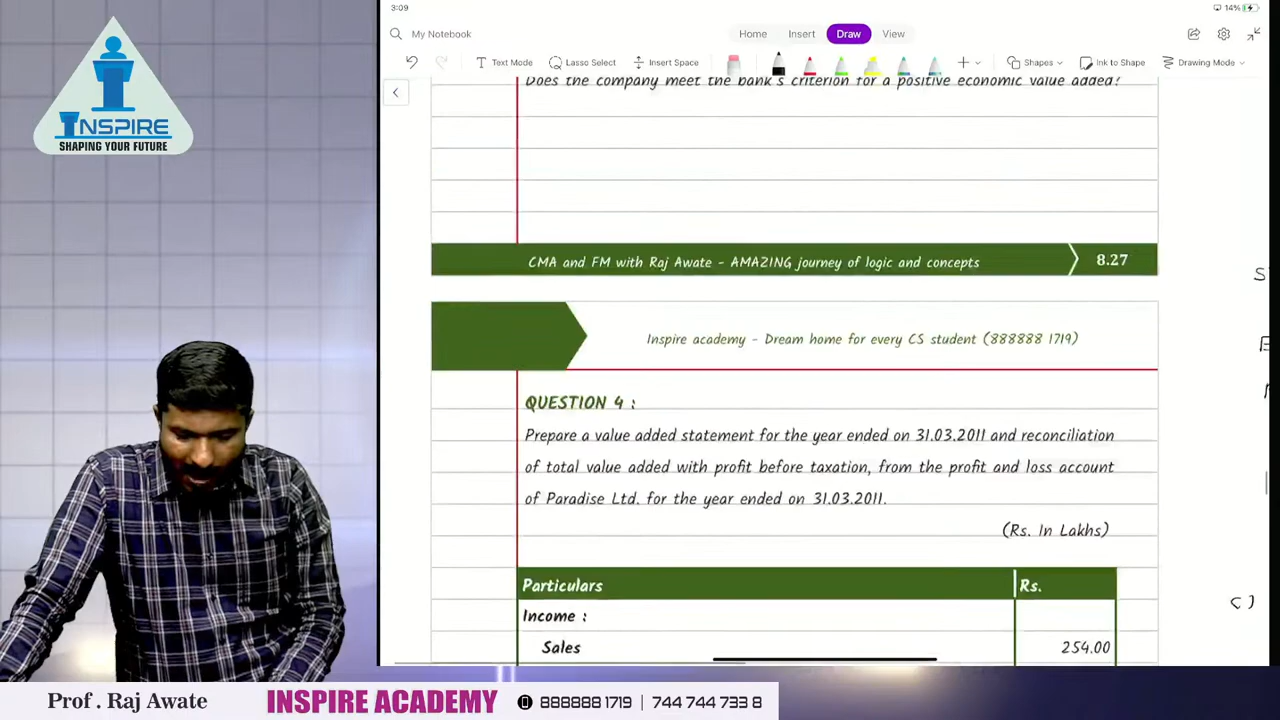 3:09
14%
INSPIRE
SHAPING YOUR FUTURE
My Notebook
Home Insert Draw View
Text Mode Lasso Select Insert Space Shapes Ink to Shape Drawing Mode
Does the company meet the bank's criterion for a positive economic value added?
CMA and FM with Raj Awate - AMAZING journey of logic and concepts 8.27
Inspire academy - Dream home for every CS student (888888 1719)
QUESTION 4 :
Prepare a value added statement for the year ended on 31.03.2011 and reconciliation
of total value added with profit before taxation, from the profit and loss account
of Paradise Ltd. for the year ended on 31.03.2011.
(Rs. In Lakhs)
Particulars Rs.
Income :
Sales 254.00
Prof. Raj Awate INSPIRE ACADEMY 888888 1719 | 744 744 733 8